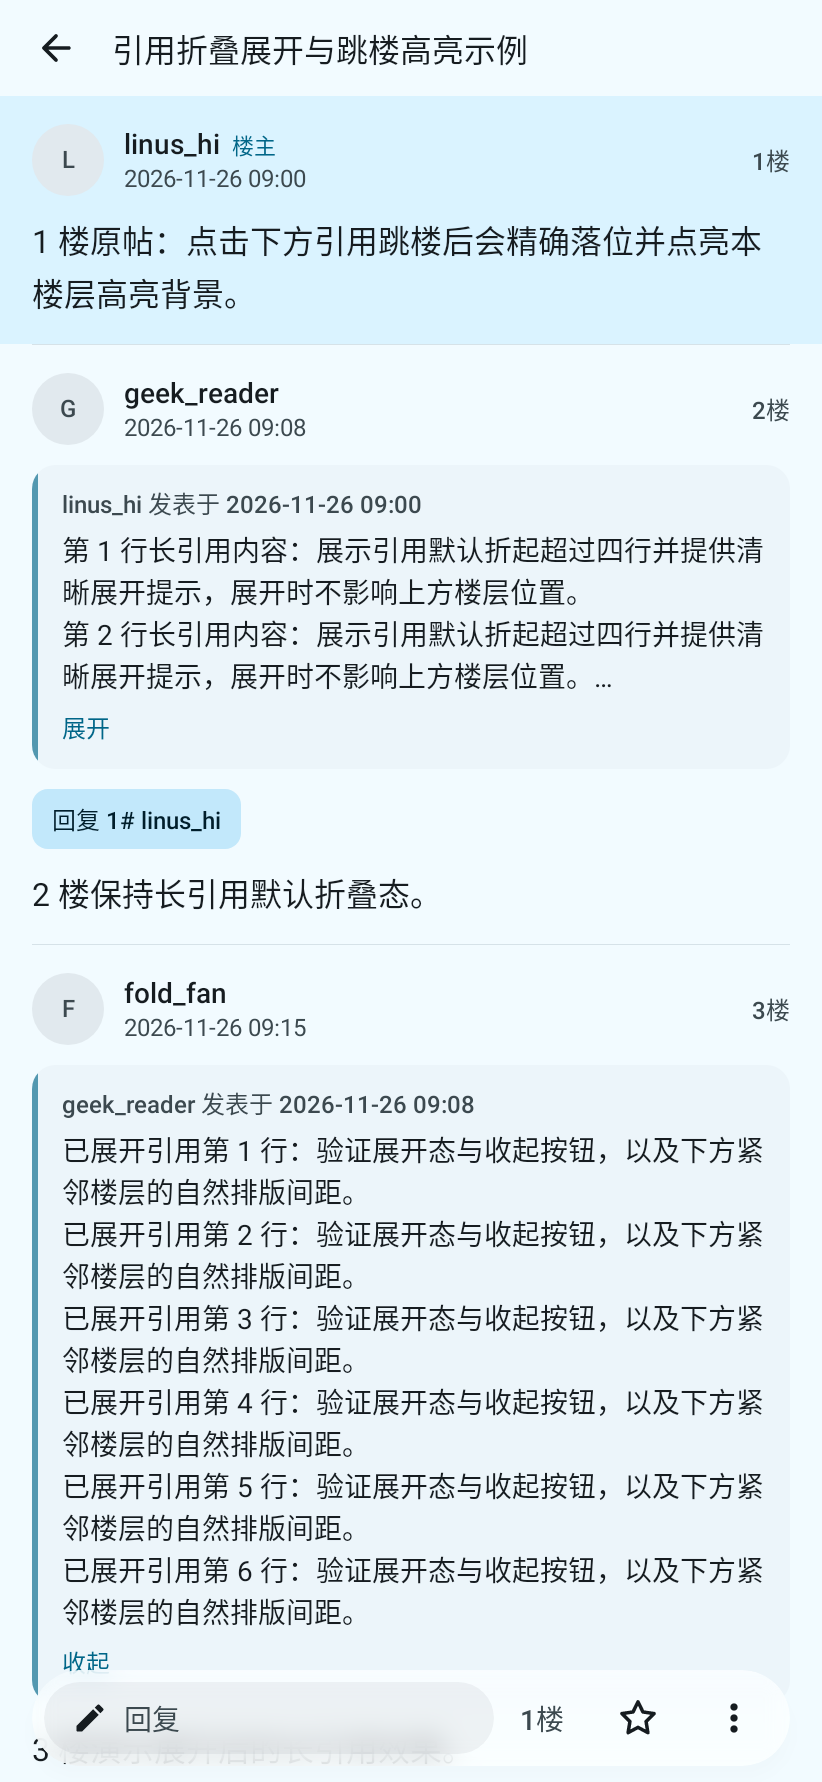 引用折叠展开与跳楼高亮示例
L
linus_hi 楼主
2026-11-26 09:00
1楼
1 楼原帖：点击下方引用跳楼后会精确落位并点亮本
楼层高亮背景。
G
geek_reader
2026-11-26 09:08
2楼
linus_hi 发表于 2026-11-26 09:00
第 1 行长引用内容：展示引用默认折起超过四行并提供清
晰展开提示，展开时不影响上方楼层位置。
第 2 行长引用内容：展示引用默认折起超过四行并提供清
晰展开提示，展开时不影响上方楼层位置。…
展开
回复 1# linus_hi
2 楼保持长引用默认折叠态。
F
fold_fan
2026-11-26 09:15
3楼
geek_reader 发表于 2026-11-26 09:08
已展开引用第 1 行：验证展开态与收起按钮，以及下方紧
邻楼层的自然排版间距。
已展开引用第 2 行：验证展开态与收起按钮，以及下方紧
邻楼层的自然排版间距。
已展开引用第 3 行：验证展开态与收起按钮，以及下方紧
邻楼层的自然排版间距。
已展开引用第 4 行：验证展开态与收起按钮，以及下方紧
邻楼层的自然排版间距。
已展开引用第 5 行：验证展开态与收起按钮，以及下方紧
邻楼层的自然排版间距。
已展开引用第 6 行：验证展开态与收起按钮，以及下方紧
邻楼层的自然排版间距。
收起
回复
1楼
3 楼演示展开后的长引用效果。